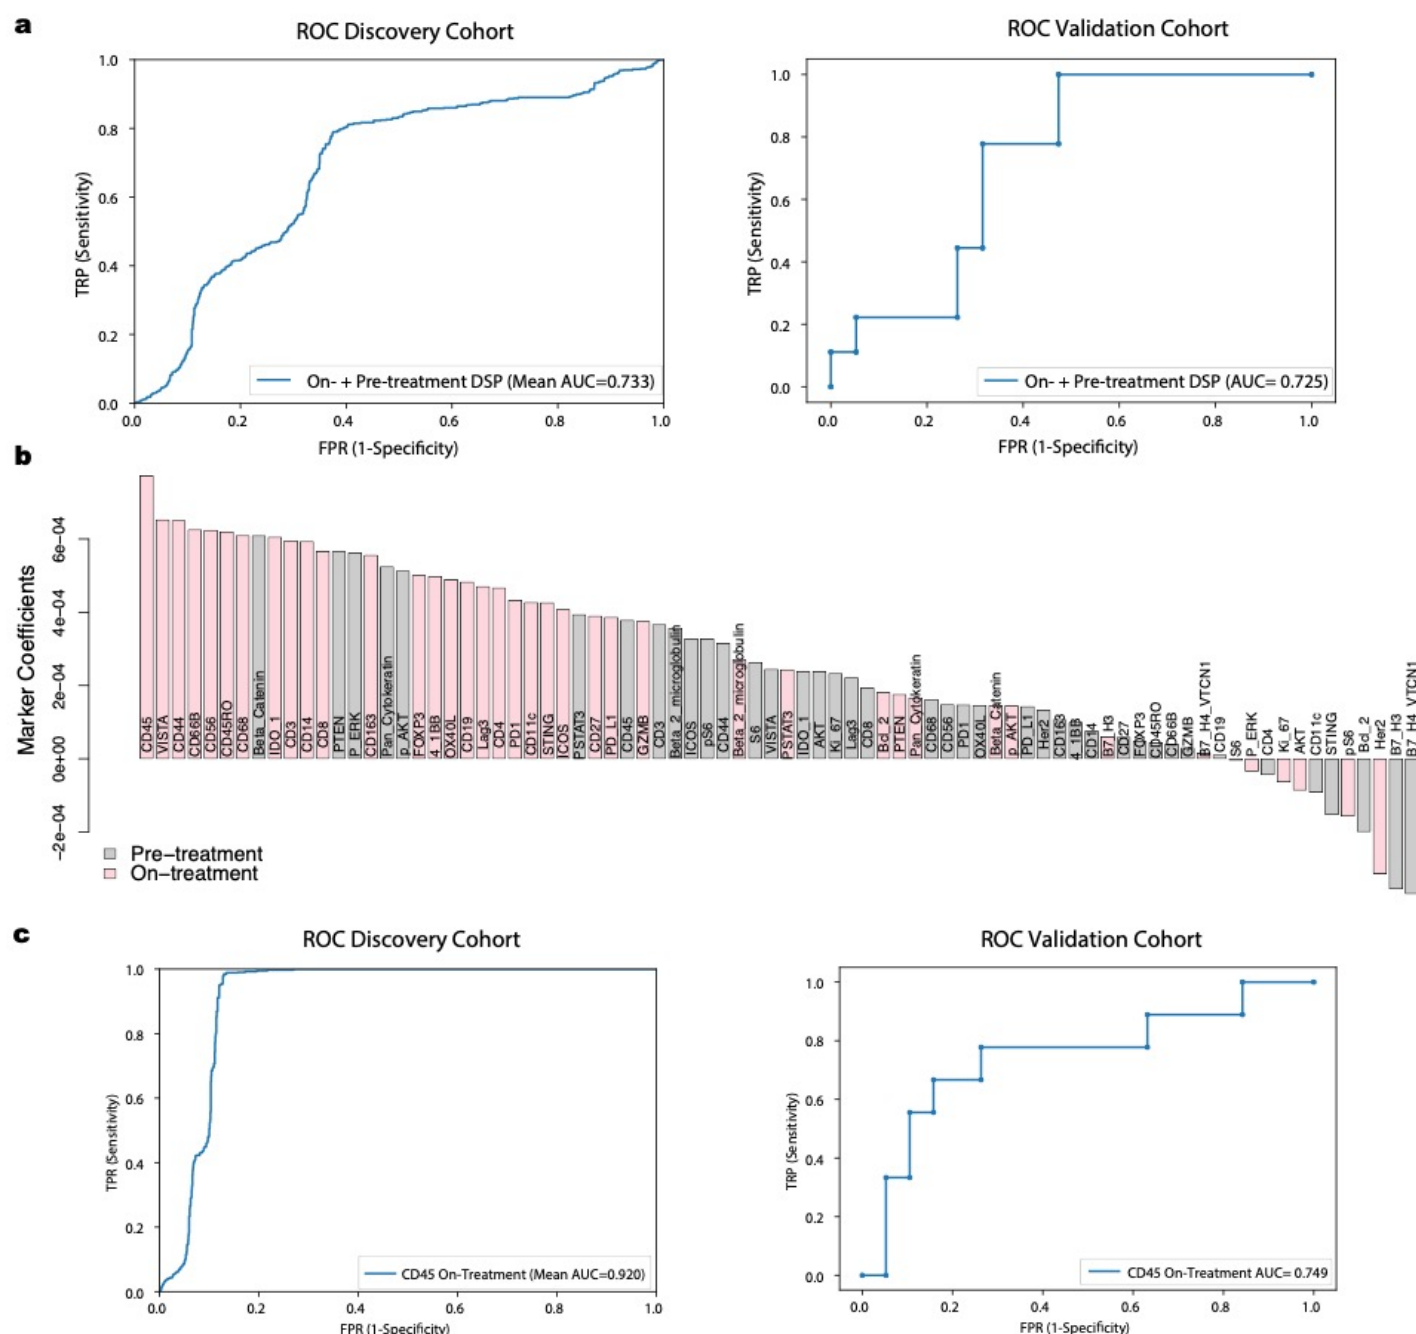 a
ROC Discovery Cohort
ROC Validation Cohort
TRP (Sensitivity)
1.0
0.8
0.6
0.4
0.2
0.0
On- + Pre-treatment DSP (Mean AUC=0.733)
0.0 0.2 0.4 0.6 0.8 1.0
FPR (1-Specificity)
TRP (Sensitivity)
1.0
0.8
0.6
0.4
0.2
0.0
On- + Pre-treatment DSP (AUC= 0.725)
0.0 0.2 0.4 0.6 0.8 1.0
FPR (1-Specificity)
b
Marker Coefficients
6e−04
4e−04
2e−04
0e+00
−2e−04
CD45
VISTA
CD44
CD66B
CD56
CD45RO
CD68
Beta_Catenin
IDO_1
CD3
CD14
CD8
PTEN
P_ERK
CD163
Pan_Cytokeratin
p_AKT
FOXP3
4_1BB
OX40L
CD19
Lag3
CD4
PD1
CD11c
STING
ICOS
PSTAT3
CD27
PD_L1
CD45
GZMB
CD3
Beta_2_microglobulin
ICOS
pS6
CD44
Beta_2_microglobulin
S6
VISTA
PSTAT3
IDO_1
AKT
Ki_67
Lag3
CD8
Bcl_2
PTEN
Pan_Cytokeratin
CD68
CD56
PD1
OX40L
Beta_Catenin
p_AKT
PD_L1
Her2
CD163
4_1BB
CD14
B7_H3
CD27
FOXP3
CD45RO
CD66B
GZMB
B7_H4_VTCN1
CD19
S6
P_ERK
CD4
Ki_67
AKT
CD11c
STING
pS6
Bcl_2
Her2
B7_H3
B7_H4_VTCN1
Pre−treatment
On−treatment
c
ROC Discovery Cohort
ROC Validation Cohort
TPR (Sensitivity)
1.0
0.8
0.6
0.4
0.2
0.0
CD45 On-Treatment (Mean AUC=0.920)
0.0 0.2 0.4 0.6 0.8 1.0
FPR (1-Specificity)
TRP (Sensitivity)
1.0
0.8
0.6
0.4
0.2
0.0
CD45 On-Treatment AUC= 0.749
0.0 0.2 0.4 0.6 0.8 1.0
FPR (1-Specificity)